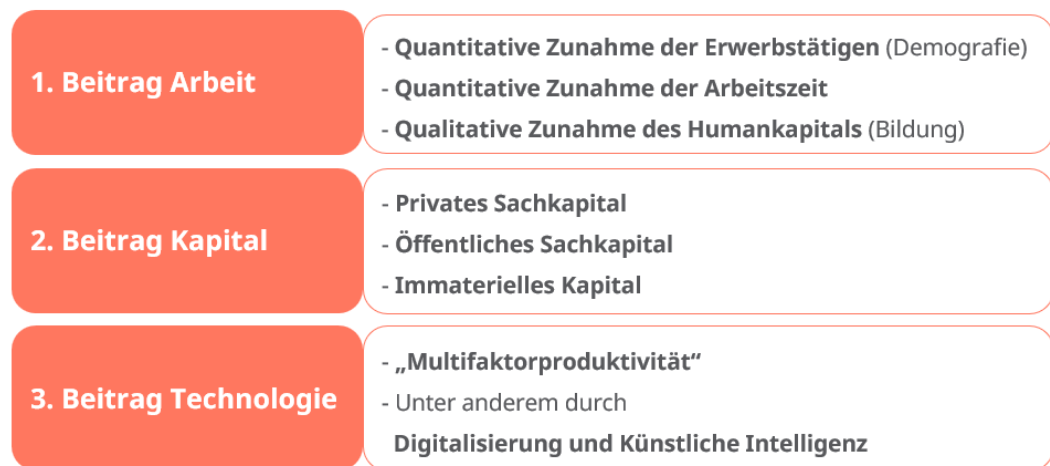 1. Beitrag Arbeit
- Quantitative Zunahme der Erwerbstätigen (Demografie)
- Quantitative Zunahme der Arbeitszeit
- Qualitative Zunahme des Humankapitals (Bildung)
2. Beitrag Kapital
- Privates Sachkapital
- Öffentliches Sachkapital
- Immaterielles Kapital
3. Beitrag Technologie
- „Multifaktorproduktivität“
- Unter anderem durch
Digitalisierung und Künstliche Intelligenz